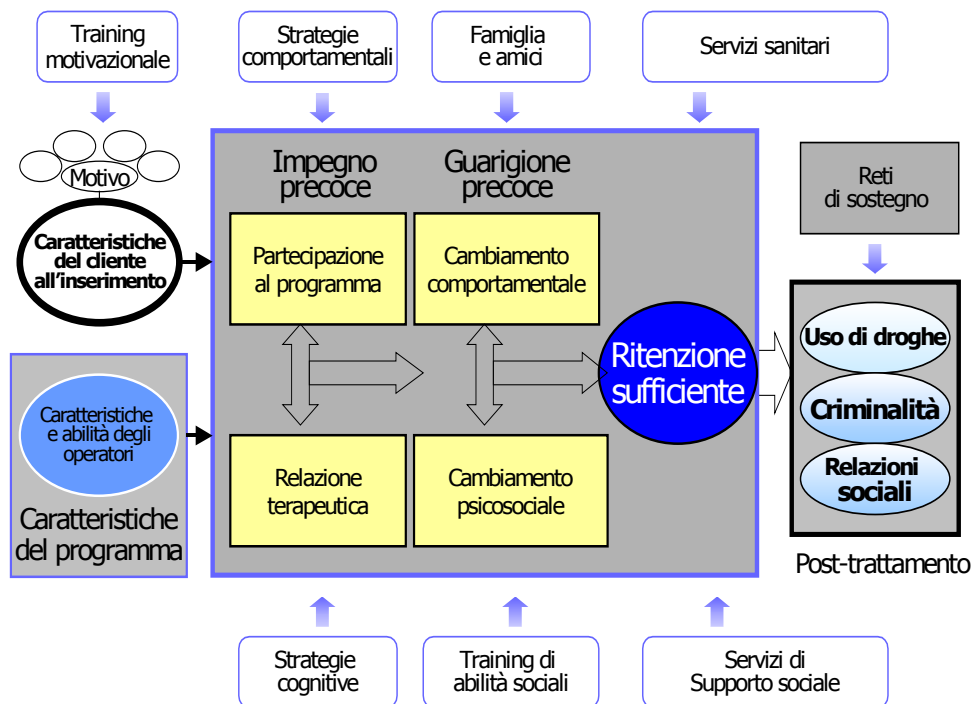 Training
motivazionale
Strategie
comportamentali
Famiglia
e amici
Servizi sanitari
Motivo
Caratteristiche
del cliente
all'inserimento
Impegno
precoce
Guarigione
precoce
Reti
di sostegno
Partecipazione
al programma
Cambiamento
comportamentale
Ritenzione
sufficiente
Uso di droghe
Criminalità
Relazioni
sociali
Caratteristiche
e abilità degli
operatori
Caratteristiche
del programma
Relazione
terapeutica
Cambiamento
psicosociale
Post-trattamento
Strategie
cognitive
Training di
abilità sociali
Servizi di
Supporto sociale